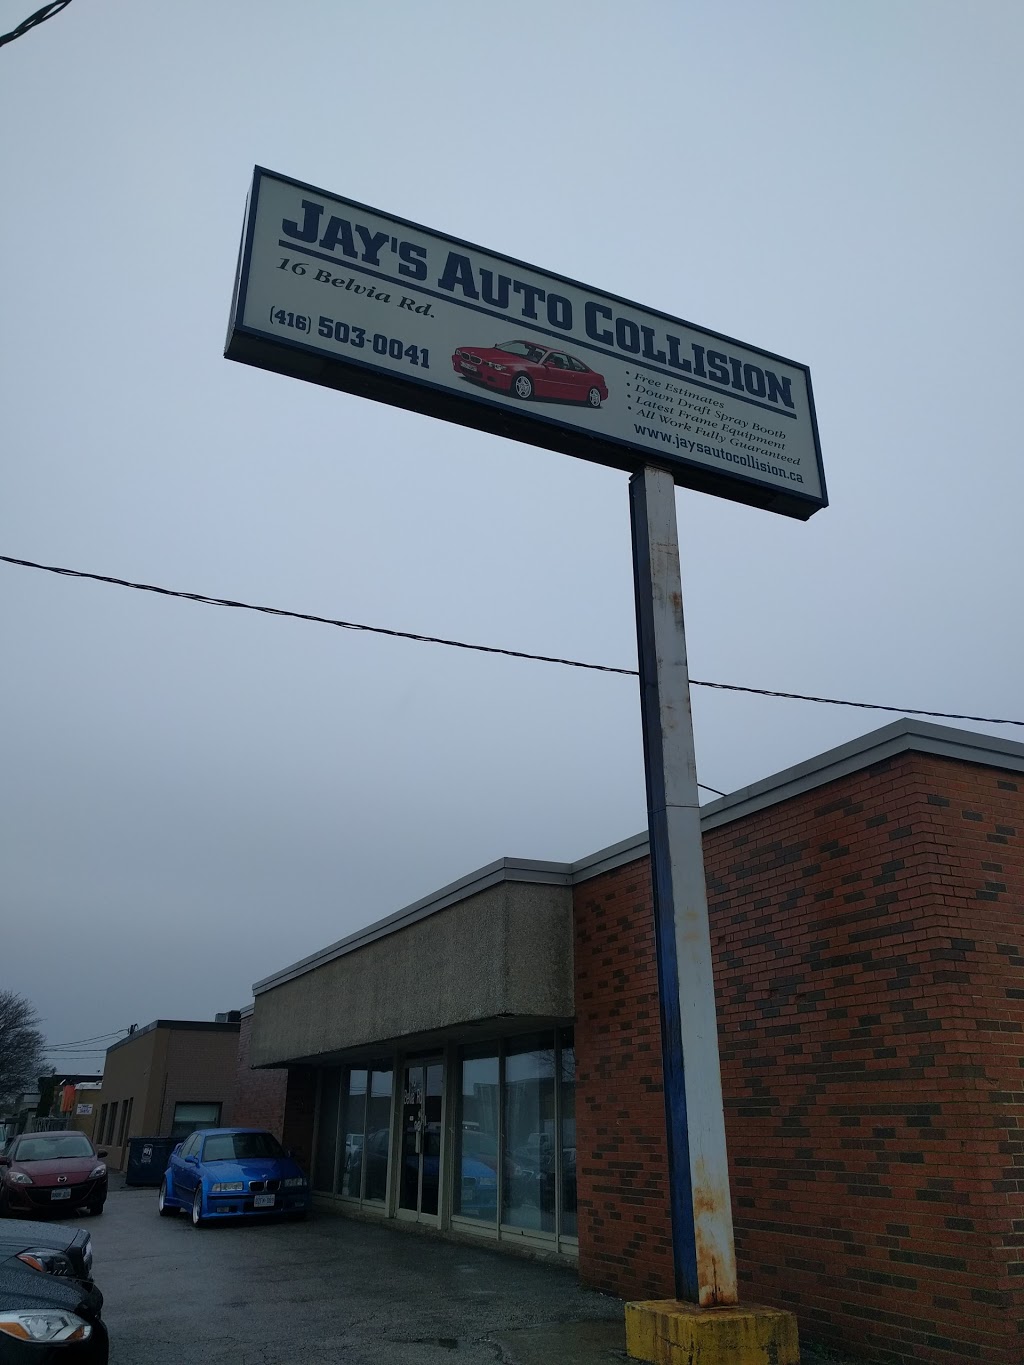 JAY'S AUTO COLLISION
16 Belvia Rd.
(416) 503-0041
• Free Estimates
• Down Draft Spray Booth
• Latest Frame Equipment
• All Work Fully Guaranteed
www.jaysautocollision.ca